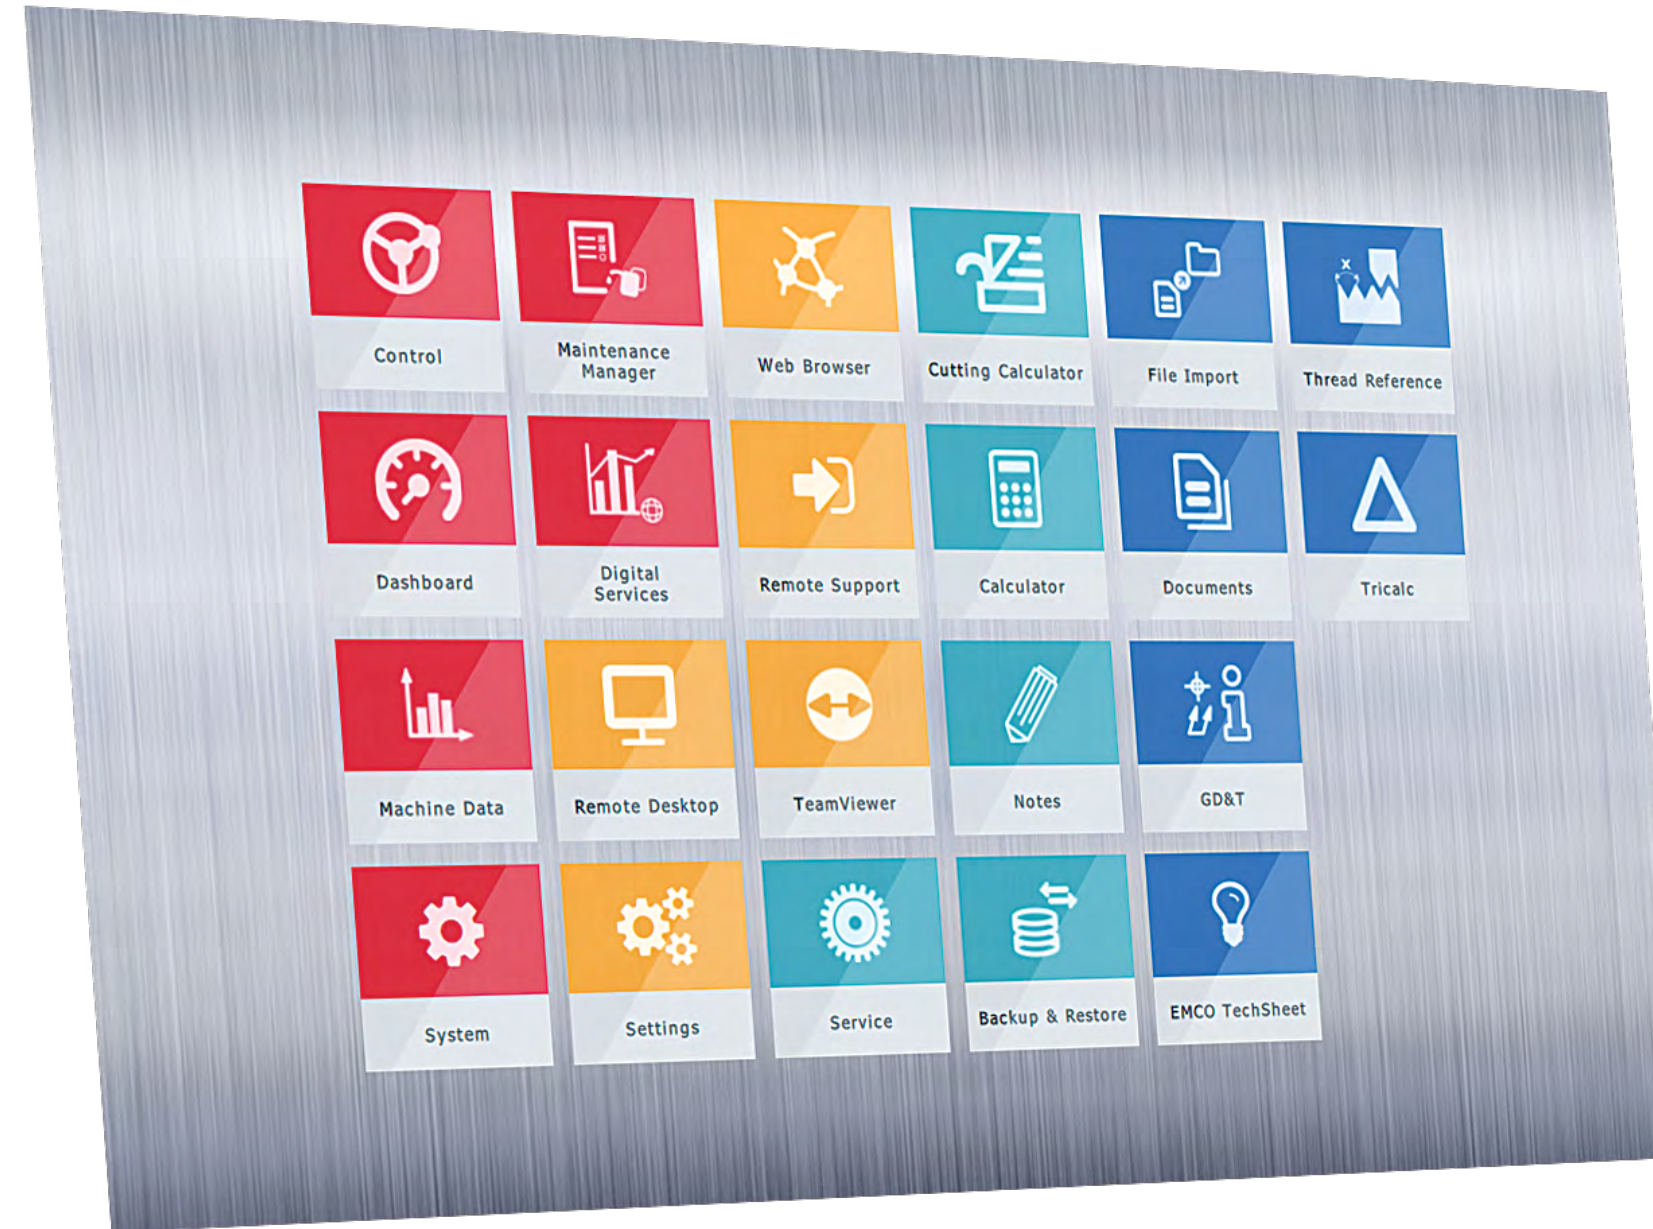 Control
Maintenance
Manager
Web Browser
Cutting Calculator
File Import
Thread Reference
x
Dashboard
Digital
Services
Remote Support
Calculator
Documents
Tricalc
Machine Data
Remote Desktop
TeamViewer
Notes
GD&T
System
Settings
Service
Backup & Restore
EMCO TechSheet